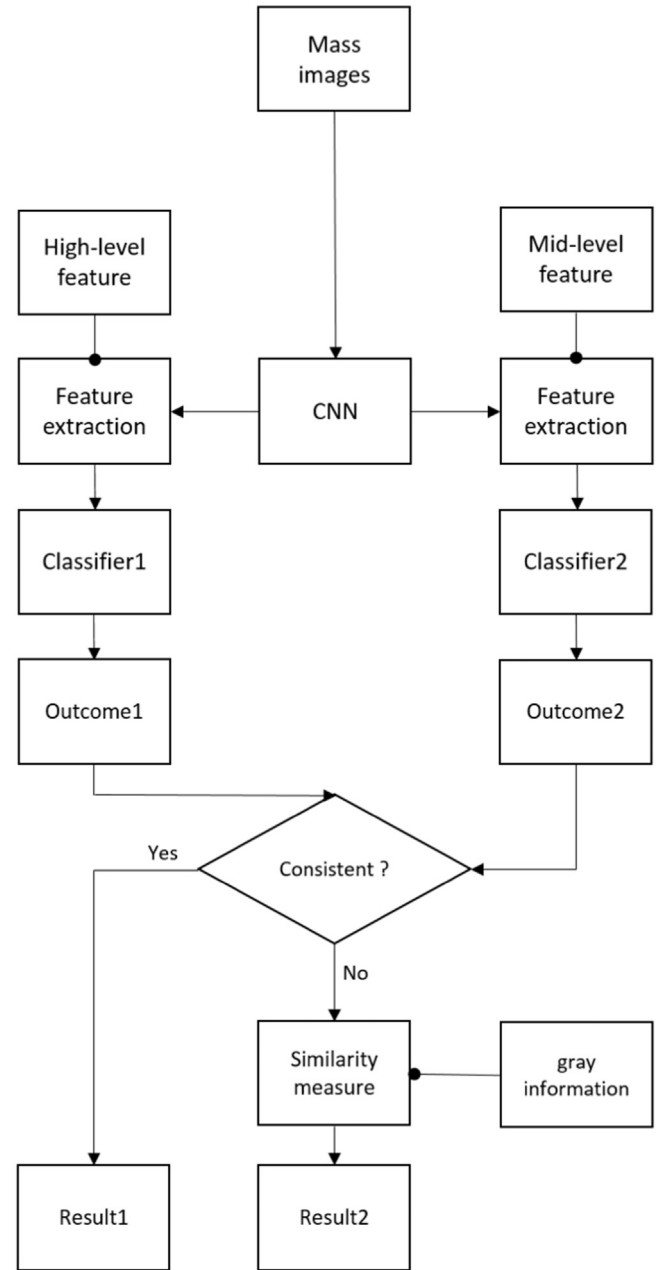 Mass
images
High-level
feature
Mid-level
feature
Feature
extraction
CNN
Feature
extraction
Classifier1
Classifier2
Outcome1
Outcome2
Yes
Consistent ?
No
Similarity
measure
gray
information
Result1
Result2